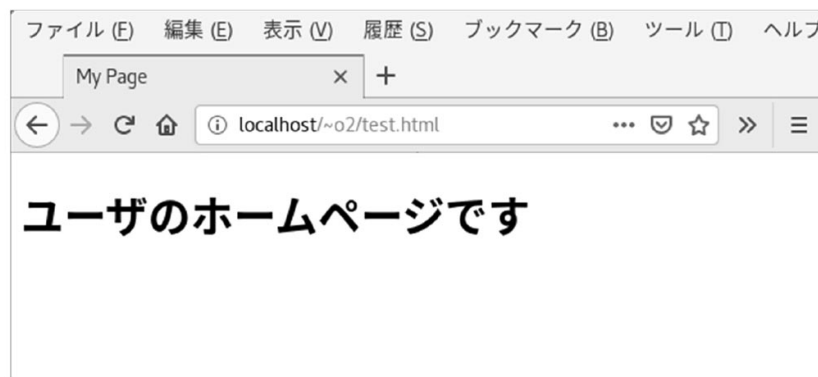 ファイル (F) 編集 (E) 表示 (V) 履歴 (S) ブックマーク (B) ツール (T) ヘルプ
My Page
localhost/~o2/test.html
ユーザのホームページです